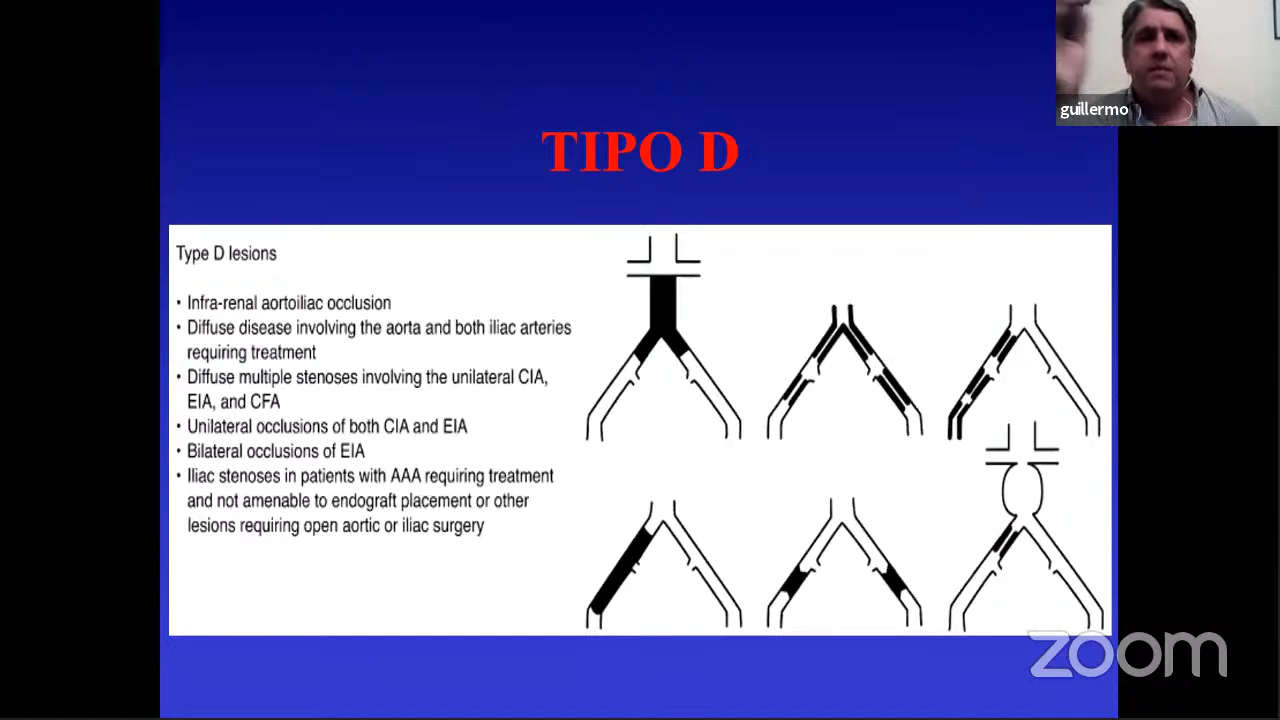 guillermo
TIPO D
Type D lesions
• Infra-renal aortoiliac occlusion
• Diffuse disease involving the aorta and both iliac arteries
requiring treatment
• Diffuse multiple stenoses involving the unilateral CIA,
EIA, and CFA
• Unilateral occlusions of both CIA and EIA
• Bilateral occlusions of EIA
• Iliac stenoses in patients with AAA requiring treatment
and not amenable to endograft placement or other
lesions requiring open aortic or iliac surgery
zoom